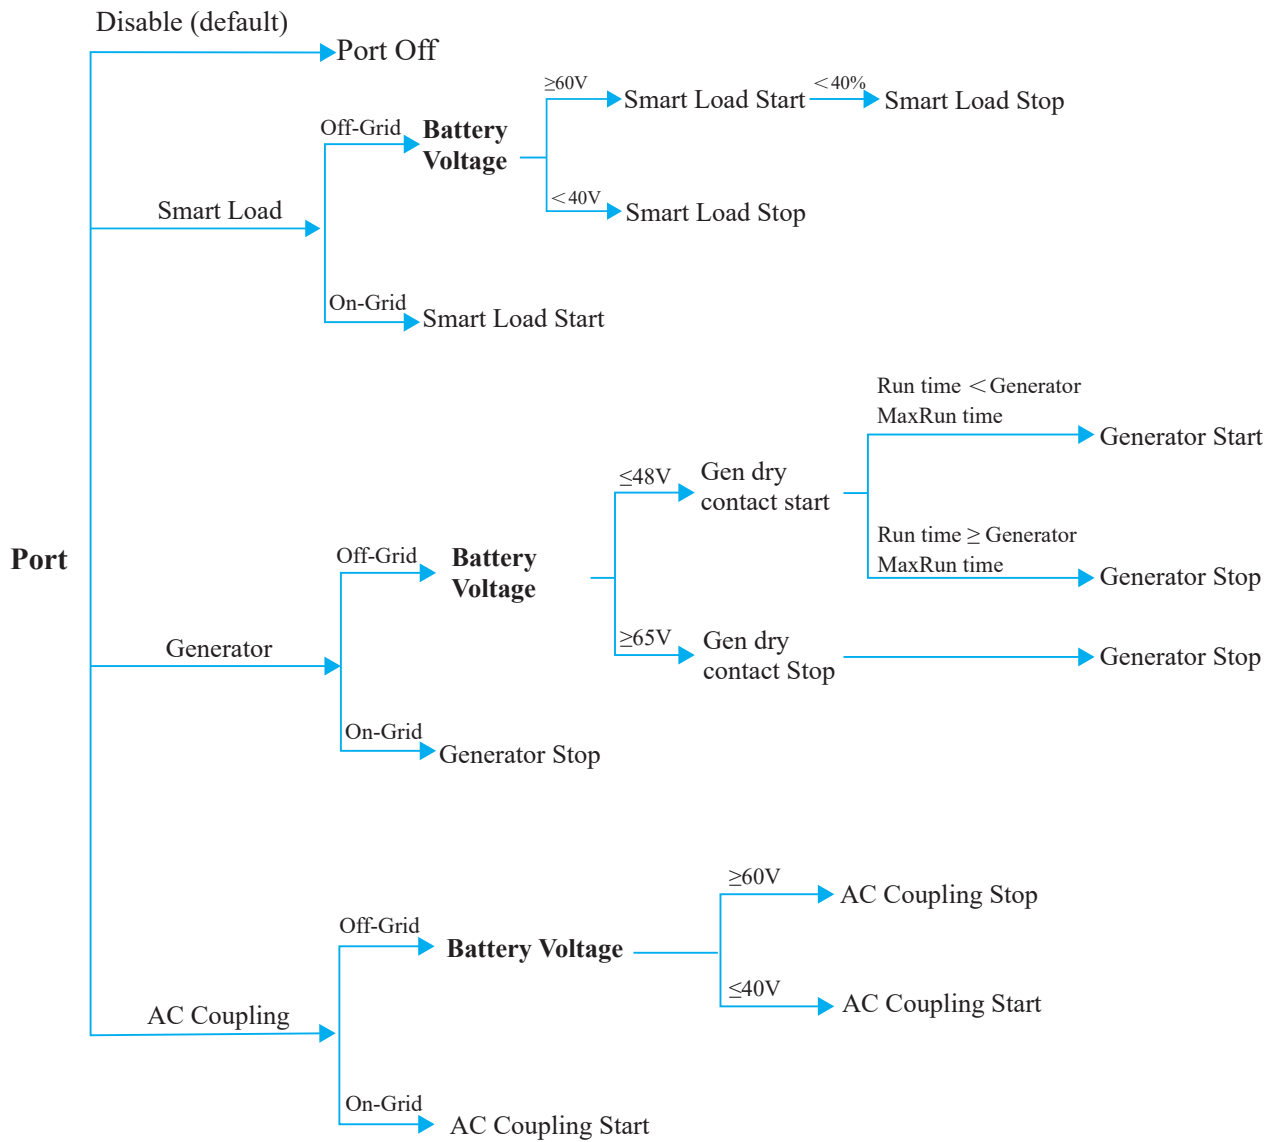 Disable (default)
Port Off
≥60V
Smart Load Start
＜40%
Smart Load Stop
Off-Grid
Battery
Voltage
＜40V
Smart Load Stop
Smart Load
On-Grid
Smart Load Start
Run time ＜Generator
MaxRun time
Generator Start
≤48V
Gen dry
contact start
Run time ≥ Generator
MaxRun time
Generator Stop
Port
Off-Grid
Battery
Voltage
≥65V
Gen dry
contact Stop
Generator Stop
Generator
On-Grid
Generator Stop
≥60V
AC Coupling Stop
Off-Grid
Battery Voltage
≤40V
AC Coupling Start
AC Coupling
On-Grid
AC Coupling Start